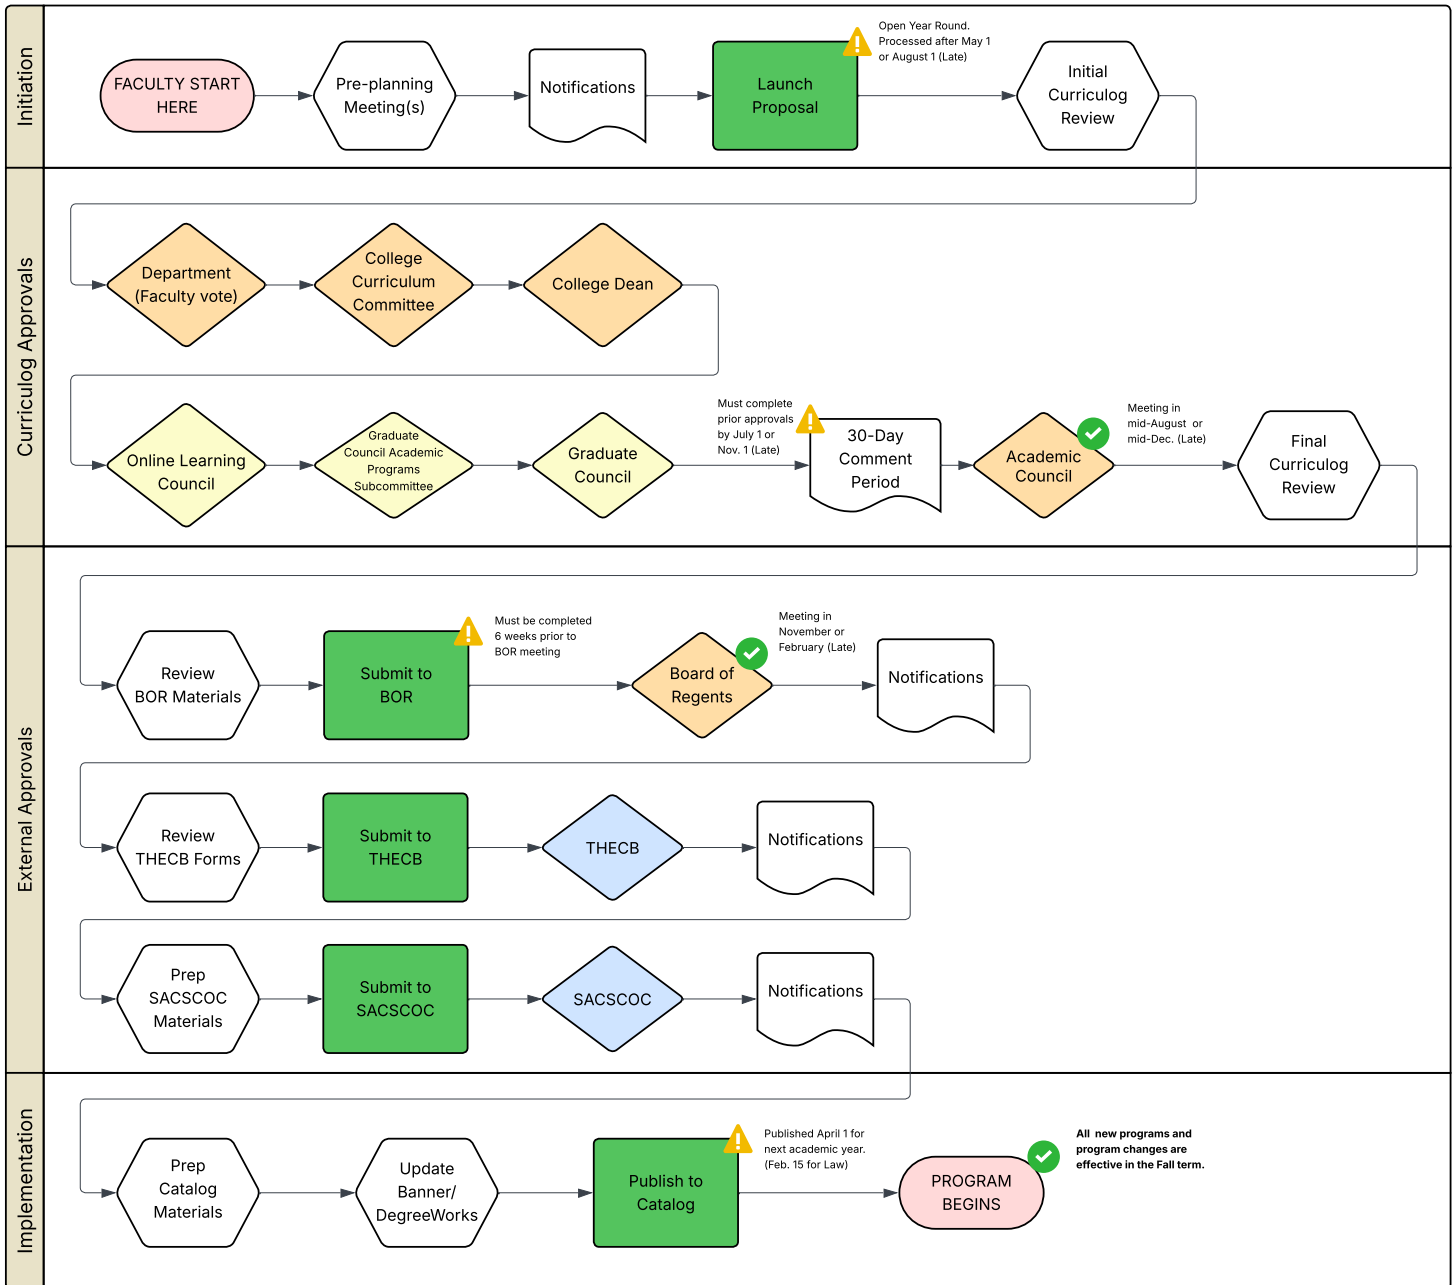 Initiation
FACULTY START
HERE
Pre-planning
Meeting(s)
Notifications
Launch
Proposal
Open Year Round.
Processed after May 1
or August 1 (Late)
Initial
Curriculog
Review
Curriculog Approvals
Department
(Faculty vote)
College
Curriculum
Committee
College Dean
Online Learning
Council
Graduate
Council Academic
Programs
Subcommittee
Graduate
Council
Must complete
prior approvals
by July 1 or
Nov. 1 (Late)
30-Day
Comment
Period
Academic
Council
Meeting in
mid-August or
mid-Dec. (Late)
Final
Curriculog
Review
External Approvals
Review
BOR Materials
Submit to
BOR
Must be completed
6 weeks prior to
BOR meeting
Board of
Regents
Meeting in
November or
February (Late)
Notifications
Review
THECB Forms
Submit to
THECB
THECB
Notifications
Prep
SACSCOC
Materials
Submit to
SACSCOC
SACSCOC
Notifications
Implementation
Prep
Catalog
Materials
Update
Banner/
DegreeWorks
Publish to
Catalog
Published April 1 for
next academic year.
(Feb. 15 for Law)
PROGRAM
BEGINS
All new programs and
program changes are
effective in the Fall term.